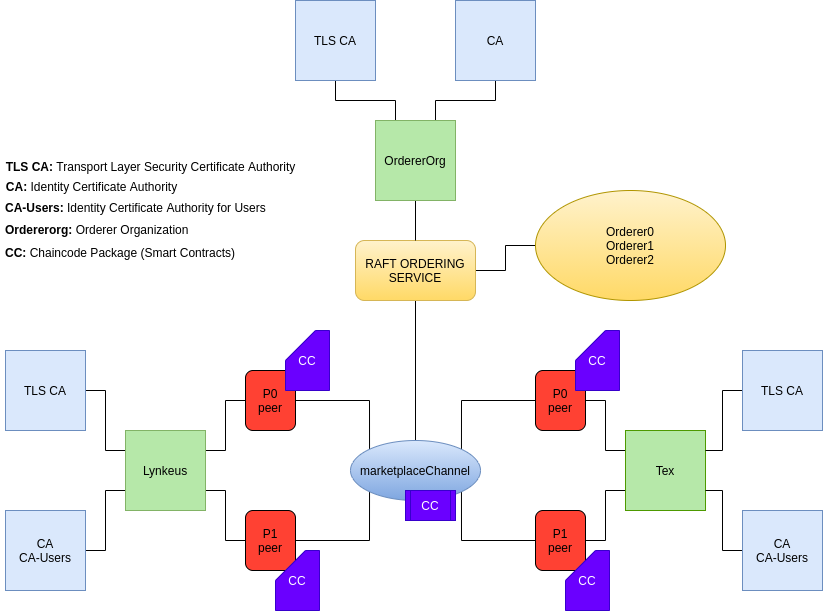 TLS CA
CA
OrdererOrg
TLS CA: Transport Layer Security Certificate Authority
CA: Identity Certificate Authority
CA-Users: Identity Certificate Authority for Users
Ordererorg: Orderer Organization
CC: Chaincode Package (Smart Contracts)
RAFT ORDERING
SERVICE
Orderer0
Orderer1
Orderer2
TLS CA
CC
P0
peer
CC
P0
peer
TLS CA
Lynkeus
marketplaceChannel
CC
Tex
CA
CA-Users
P1
peer
CC
P1
peer
CC
CA
CA-Users